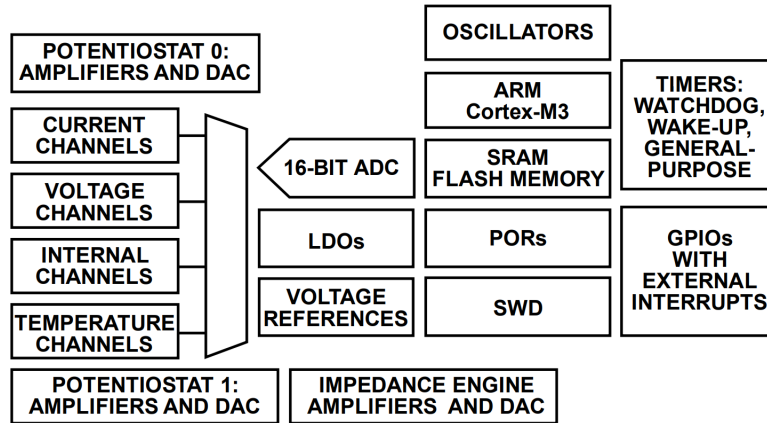 POTENTIOSTAT 0:
AMPLIFIERS AND DAC
CURRENT
CHANNELS
VOLTAGE
CHANNELS
INTERNAL
CHANNELS
TEMPERATURE
CHANNELS
POTENTIOSTAT 1:
AMPLIFIERS AND DAC
16-BIT ADC
LDOs
VOLTAGE
REFERENCES
IMPEDANCE ENGINE
AMPLIFIERS AND DAC
OSCILLATORS
ARM
Cortex-M3
SRAM
FLASH MEMORY
PORs
SWD
TIMERS:
WATCHDOG,
WAKE-UP,
GENERAL-
PURPOSE
GPIOs
WITH
EXTERNAL
INTERRUPTS